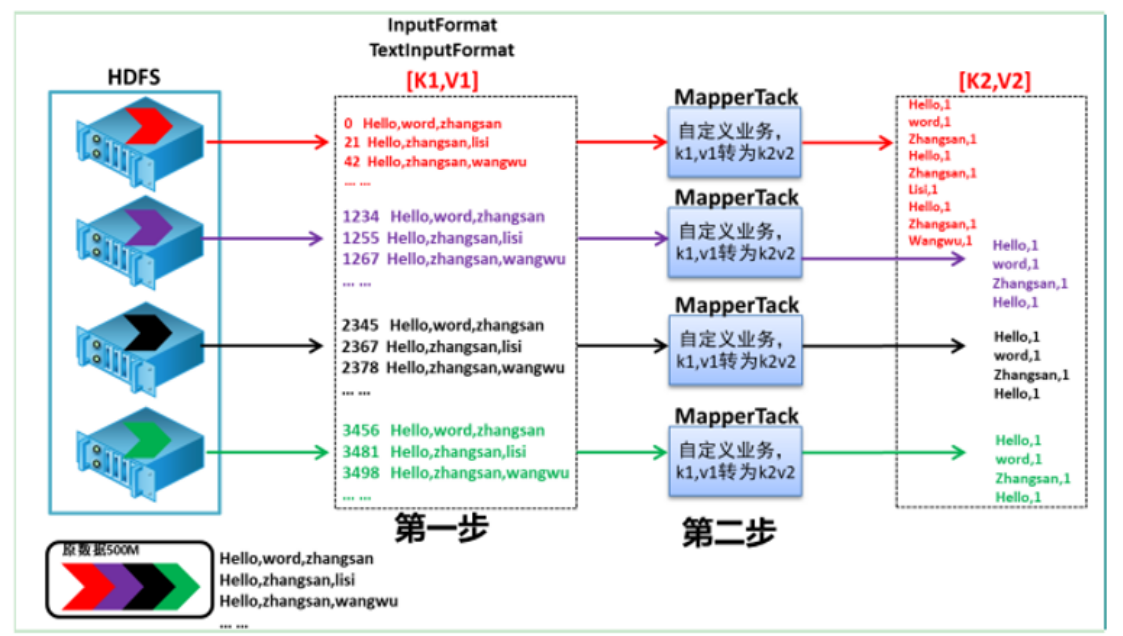 InputFormat
TextInputFormat
HDFS
[K1,V1]
0 Hello,word,zhangsan
21 Hello,zhangsan,lisi
42 Hello,zhangsan,wangwu
... ...
1234 Hello,word,zhangsan
1255 Hello,zhangsan,lisi
1267 Hello,zhangsan,wangwu
... ...
2345 Hello,word,zhangsan
2367 Hello,zhangsan,lisi
2378 Hello,zhangsan,wangwu
... ...
3456 Hello,word,zhangsan
3481 Hello,zhangsan,lisi
3498 Hello,zhangsan,wangwu
... ...
第一步
MapperTack
自定义业务，
k1,v1转为k2v2
MapperTack
自定义业务，
k1,v1转为k2v2
MapperTack
自定义业务，
k1,v1转为k2v2
MapperTack
自定义业务，
k1,v1转为k2v2
第二步
[K2,V2]
Hello,1
word,1
Zhangsan,1
Hello,1
Zhangsan,1
Lisi,1
Hello,1
Zhangsan,1
Wangwu,1
Hello,1
word,1
Zhangsan,1
Hello,1
Hello,1
word,1
Zhangsan,1
Hello,1
Hello,1
word,1
Zhangsan,1
Hello,1
原数据500M
Hello,word,zhangsan
Hello,zhangsan,lisi
Hello,zhangsan,wangwu
... ...